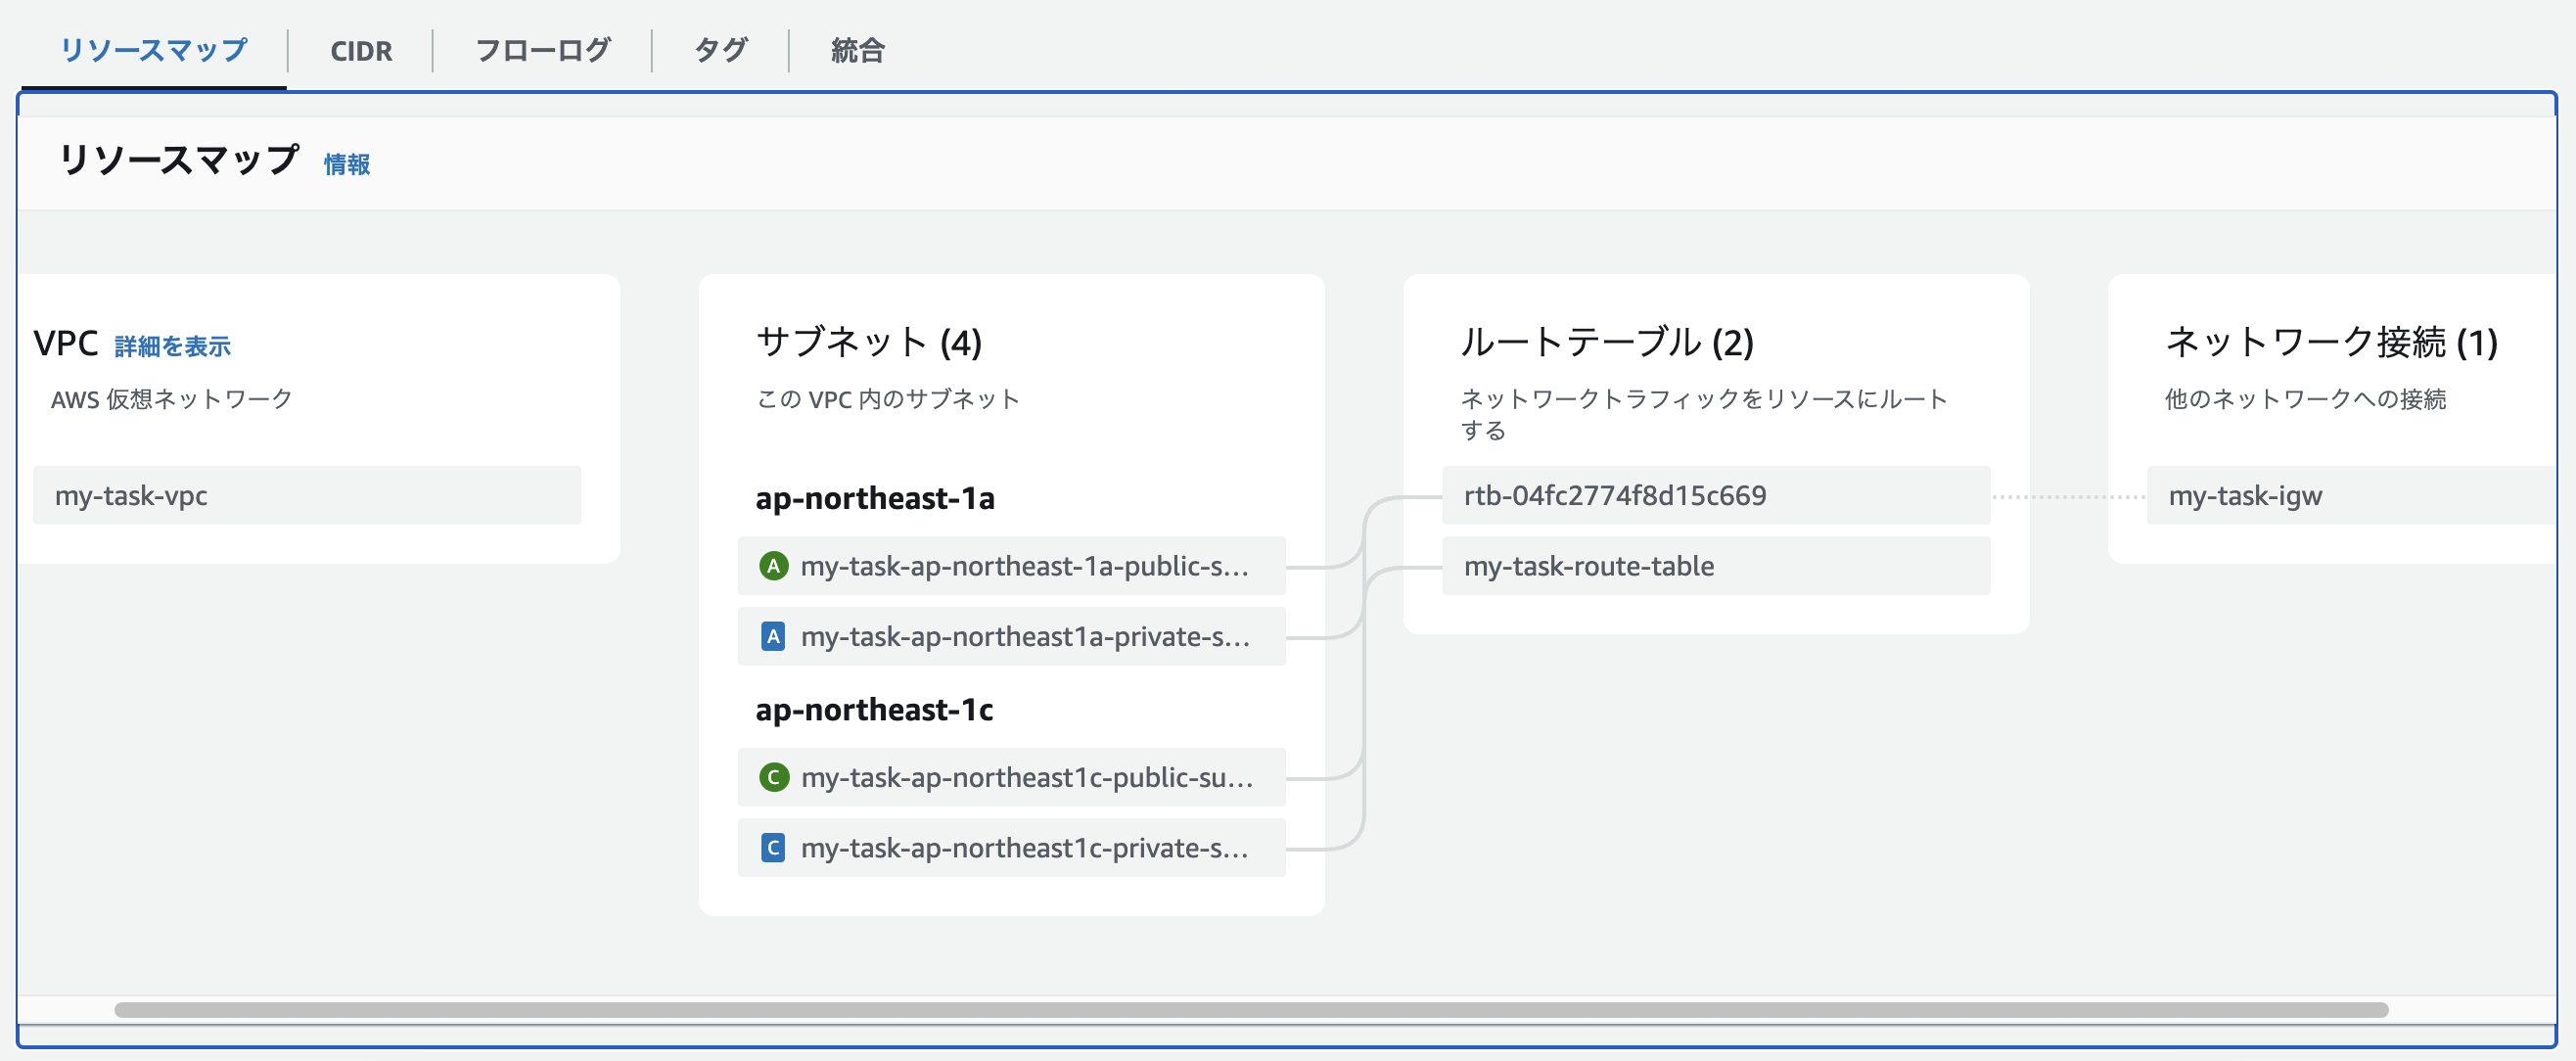 リソースマップ
CIDR
フローログ
タグ
統合
リソースマップ 情報
VPC 詳細を表示
AWS 仮想ネットワーク
my-task-vpc
サブネット (4)
この VPC 内のサブネット
ap-northeast-1a
A my-task-ap-northeast-1a-public-s…
A my-task-ap-northeast1a-private-s…
ap-northeast-1c
C my-task-ap-northeast1c-public-su…
C my-task-ap-northeast1c-private-s…
ルートテーブル (2)
ネットワークトラフィックをリソースにルート
する
rtb-04fc2774f8d15c669
my-task-route-table
ネットワーク接続 (1)
他のネットワークへの接続
my-task-igw